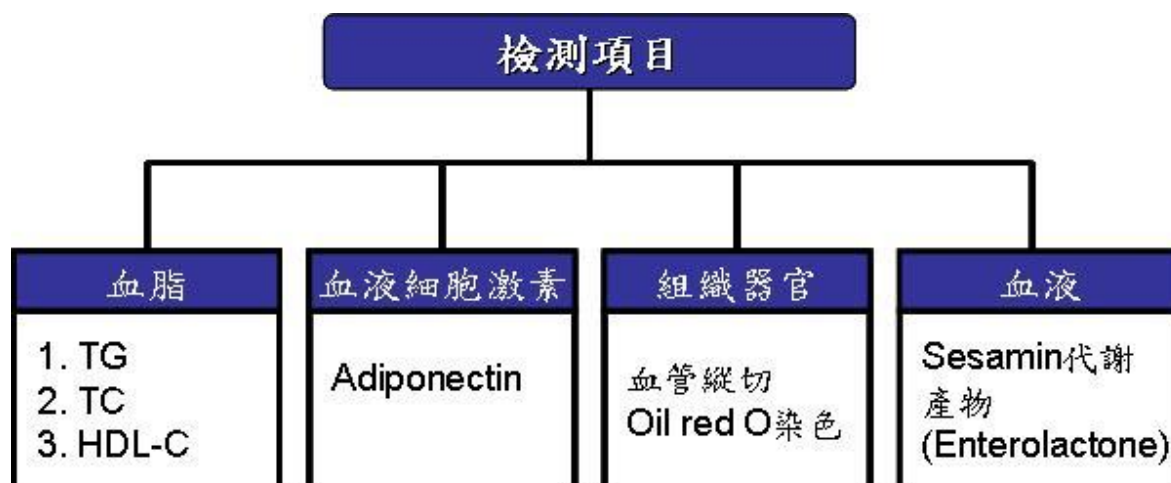 檢測項目
血脂
1. TG
2. TC
3. HDL-C
血液細胞激素
Adiponectin
組織器官
血管縱切
Oil red O染色
血液
Sesamin代謝
產物
(Enterolactone)